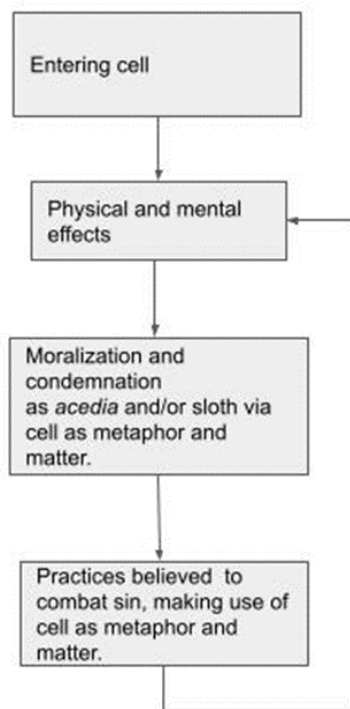 Entering cell
Physical and mental
effects
Moralization and
condemnation
as acedia and/or sloth via
cell as metaphor and
matter.
Practices believed to
combat sin, making use of
cell as metaphor and
matter.